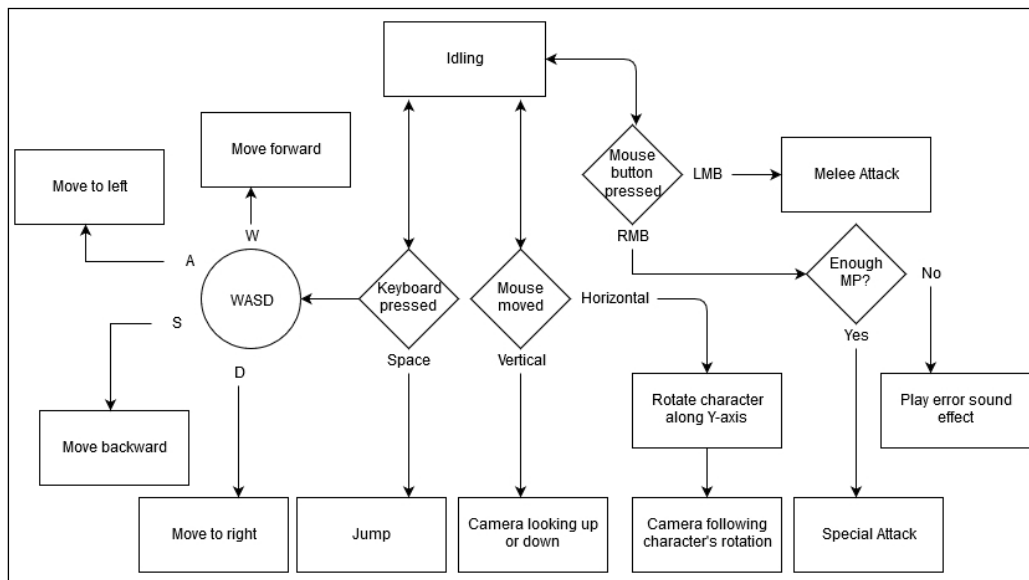 Idling
Move forward
Move to left
Mouse
button
pressed
LMB
Melee Attack
W
RMB
A
WASD
Keyboard
pressed
Mouse
moved
Horizontal
Enough
MP?
No
S
D
Space
Vertical
Yes
Move backward
Rotate character
along Y-axis
Play error sound
effect
Move to right
Jump
Camera looking up
or down
Camera following
character's rotation
Special Attack